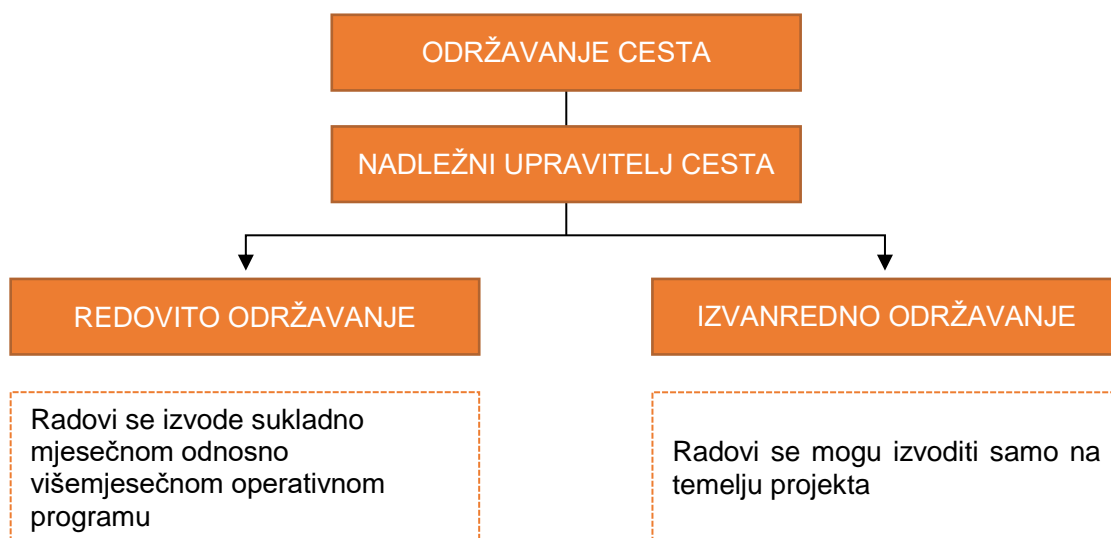 ODRŽAVANJE CESTA
NADLEŽNI UPRAVITELJ CESTA
REDOVITO ODRŽAVANJE
IZVANREDNO ODRŽAVANJE
Radovi se izvode sukladno
mjesečnom odnosno
višemjesečnom operativnom
programu
Radovi se mogu izvoditi samo na
temelju projekta